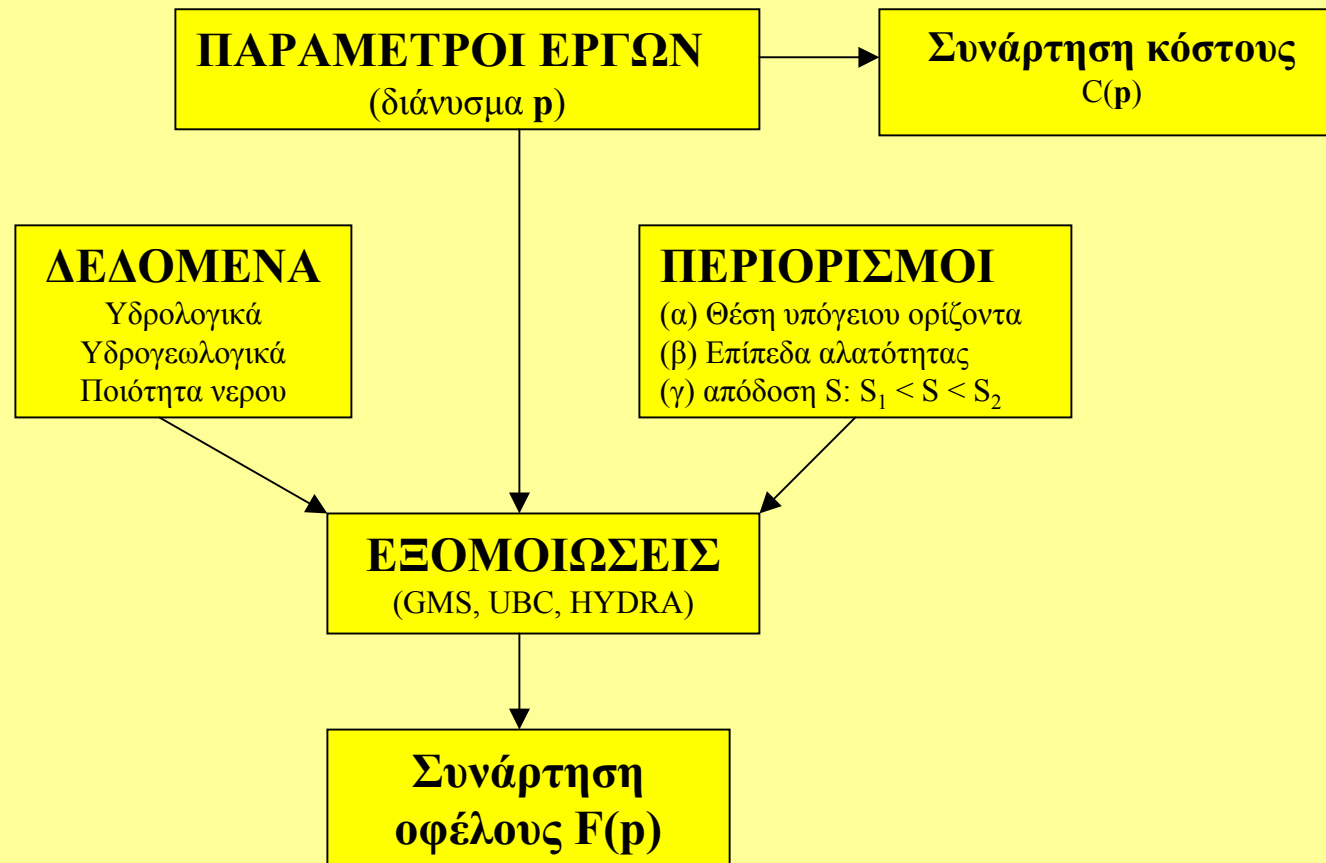 ΠΑΡΑΜΕΤΡΟΙ ΕΡΓΩΝ
(διάνυσμα p)
Συνάρτηση κόστους
C(p)
ΔΕΔΟΜΕΝΑ
Υδρολογικά
Υδρογεωλογικά
Ποιότητα νερου
ΠΕΡΙΟΡΙΣΜΟΙ
(α) Θέση υπόγειου ορίζοντα
(β) Επίπεδα αλατότητας
(γ) απόδοση S: S₁ < S < S₂
ΕΞΟΜΟΙΩΣΕΙΣ
(GMS, UBC, HYDRA)
Συνάρτηση
οφέλους F(p)